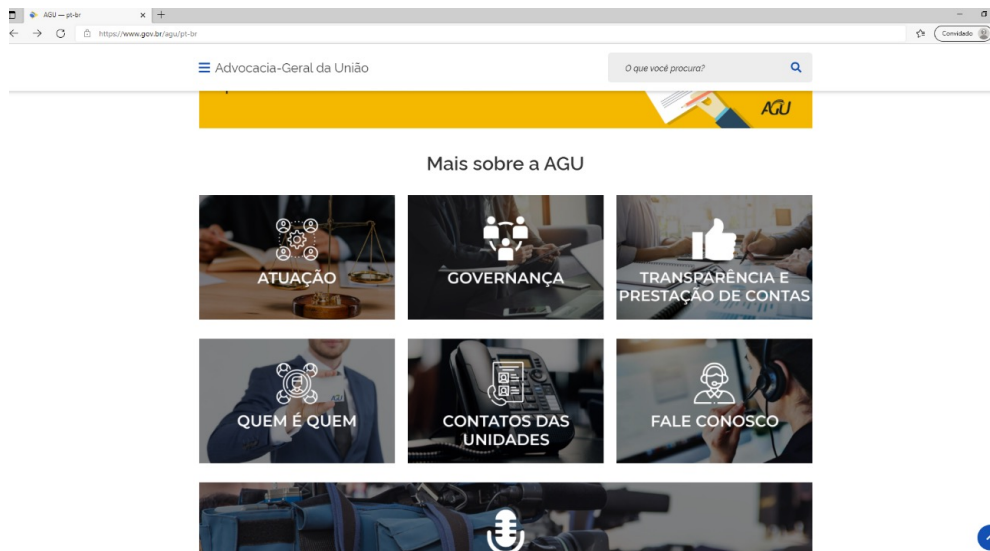 AGU — pt-br
https://www.gov.br/agu/pt-br
Convidado
Advocacia-Geral da União
O que você procura?
AGU
Mais sobre a AGU
ATUAÇÃO
GOVERNANÇA
TRANSPARÊNCIA E
PRESTAÇÃO DE CONTAS
AGU
QUEM É QUEM
CONTATOS DAS
UNIDADES
FALE CONOSCO